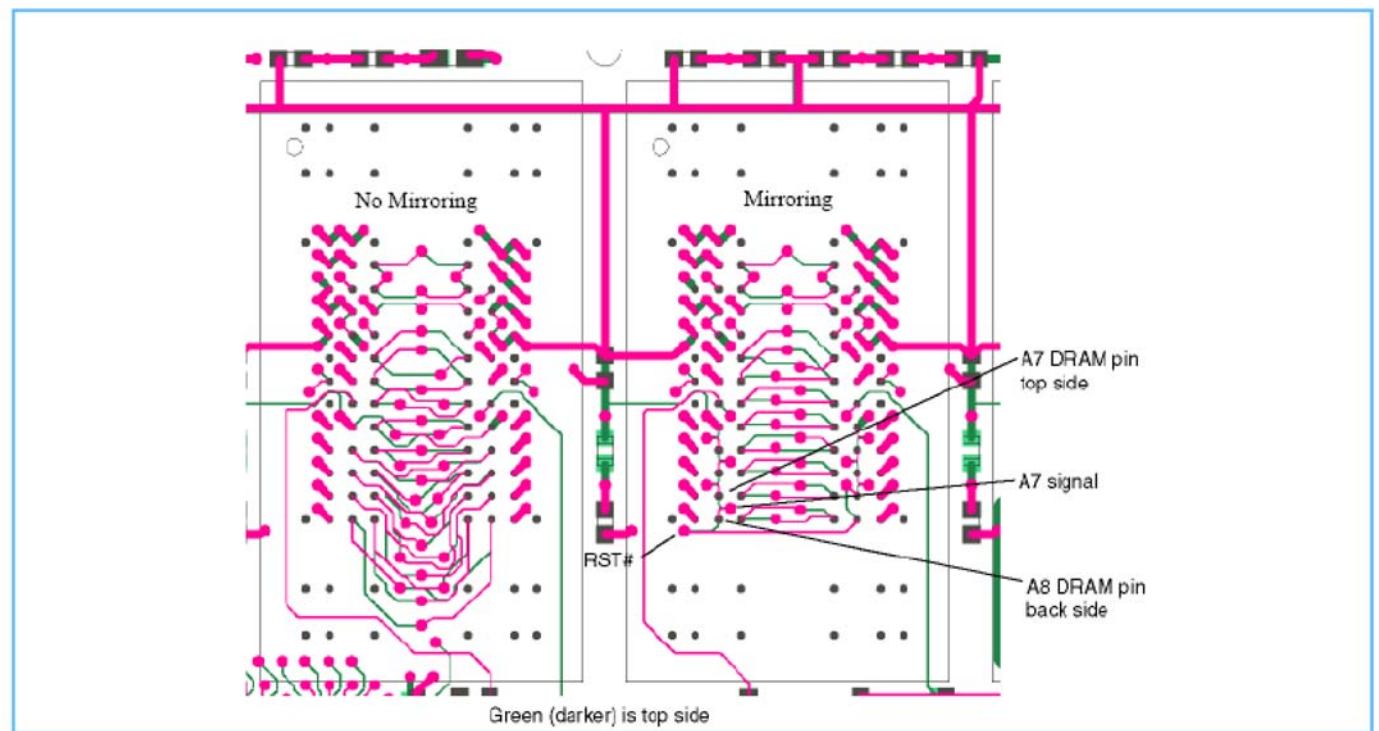 No Mirroring
Mirroring
A7 DRAM pin
top side
A7 signal
RST#
A8 DRAM pin
back side
Green (darker) is top side